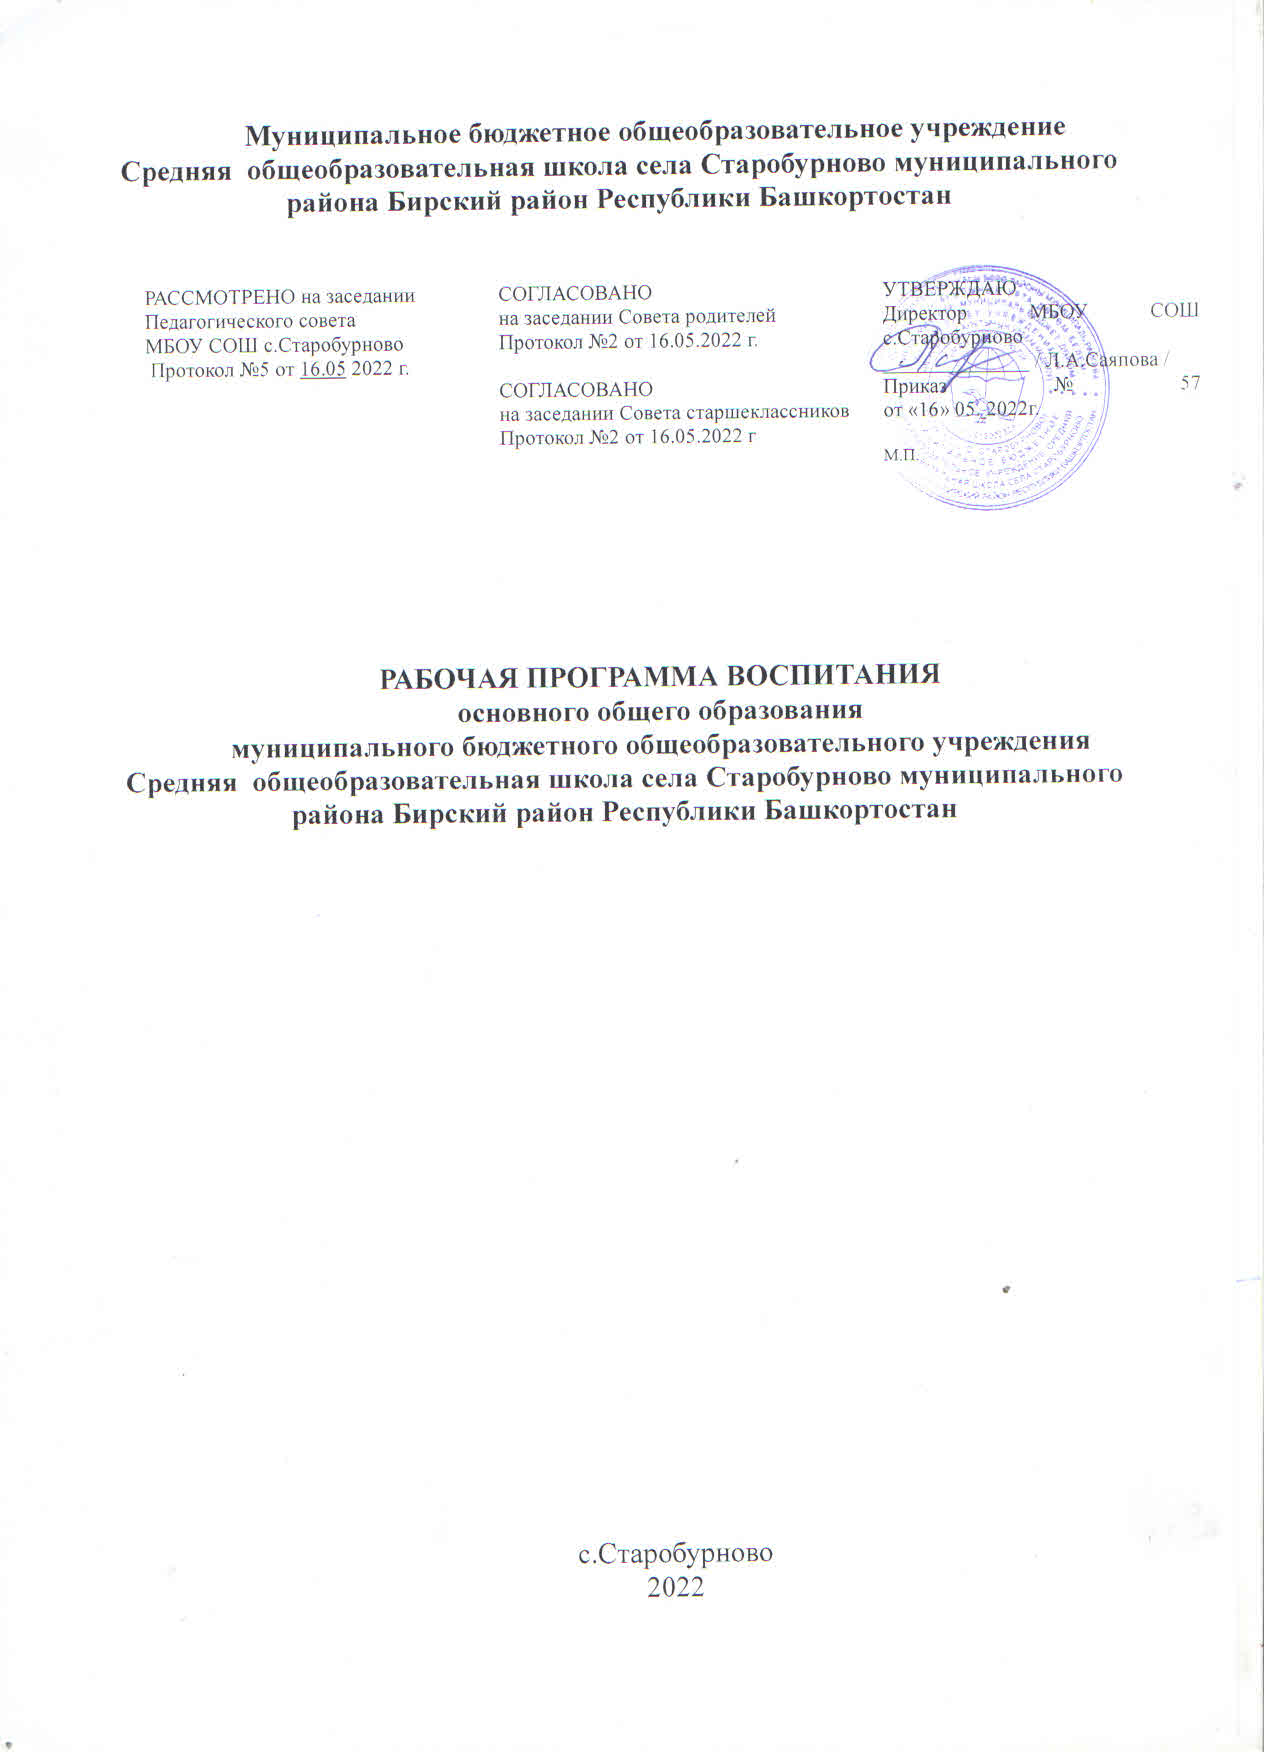 Муниципальное бюджетное общеобразовательное учреждение
Средняя общеобразовательная школа села Старобурново муниципального
района Бирский район Республики Башкортостан
РАССМОТРЕНО на заседании
Педагогического совета
МБОУ СОШ с.Старобурново
Протокол №5 от 16.05 2022 г.
СОГЛАСОВАНО
на заседании Совета родителей
Протокол №2 от 16.05.2022 г.
СОГЛАСОВАНО
на заседании Совета старшеклассников
Протокол №2 от 16.05.2022 г
УТВЕРЖДАЮ
Директор МБОУ СОШ
с.Старобурново
/ Л.А.Саяпова /
Приказ № 57
от «16» 05. 2022г.
М.П.
РАБОЧАЯ ПРОГРАММА ВОСПИТАНИЯ
основного общего образования
муниципального бюджетного общеобразовательного учреждения
Средняя общеобразовательная школа села Старобурново муниципального
района Бирский район Республики Башкортостан
с.Старобурново
2022